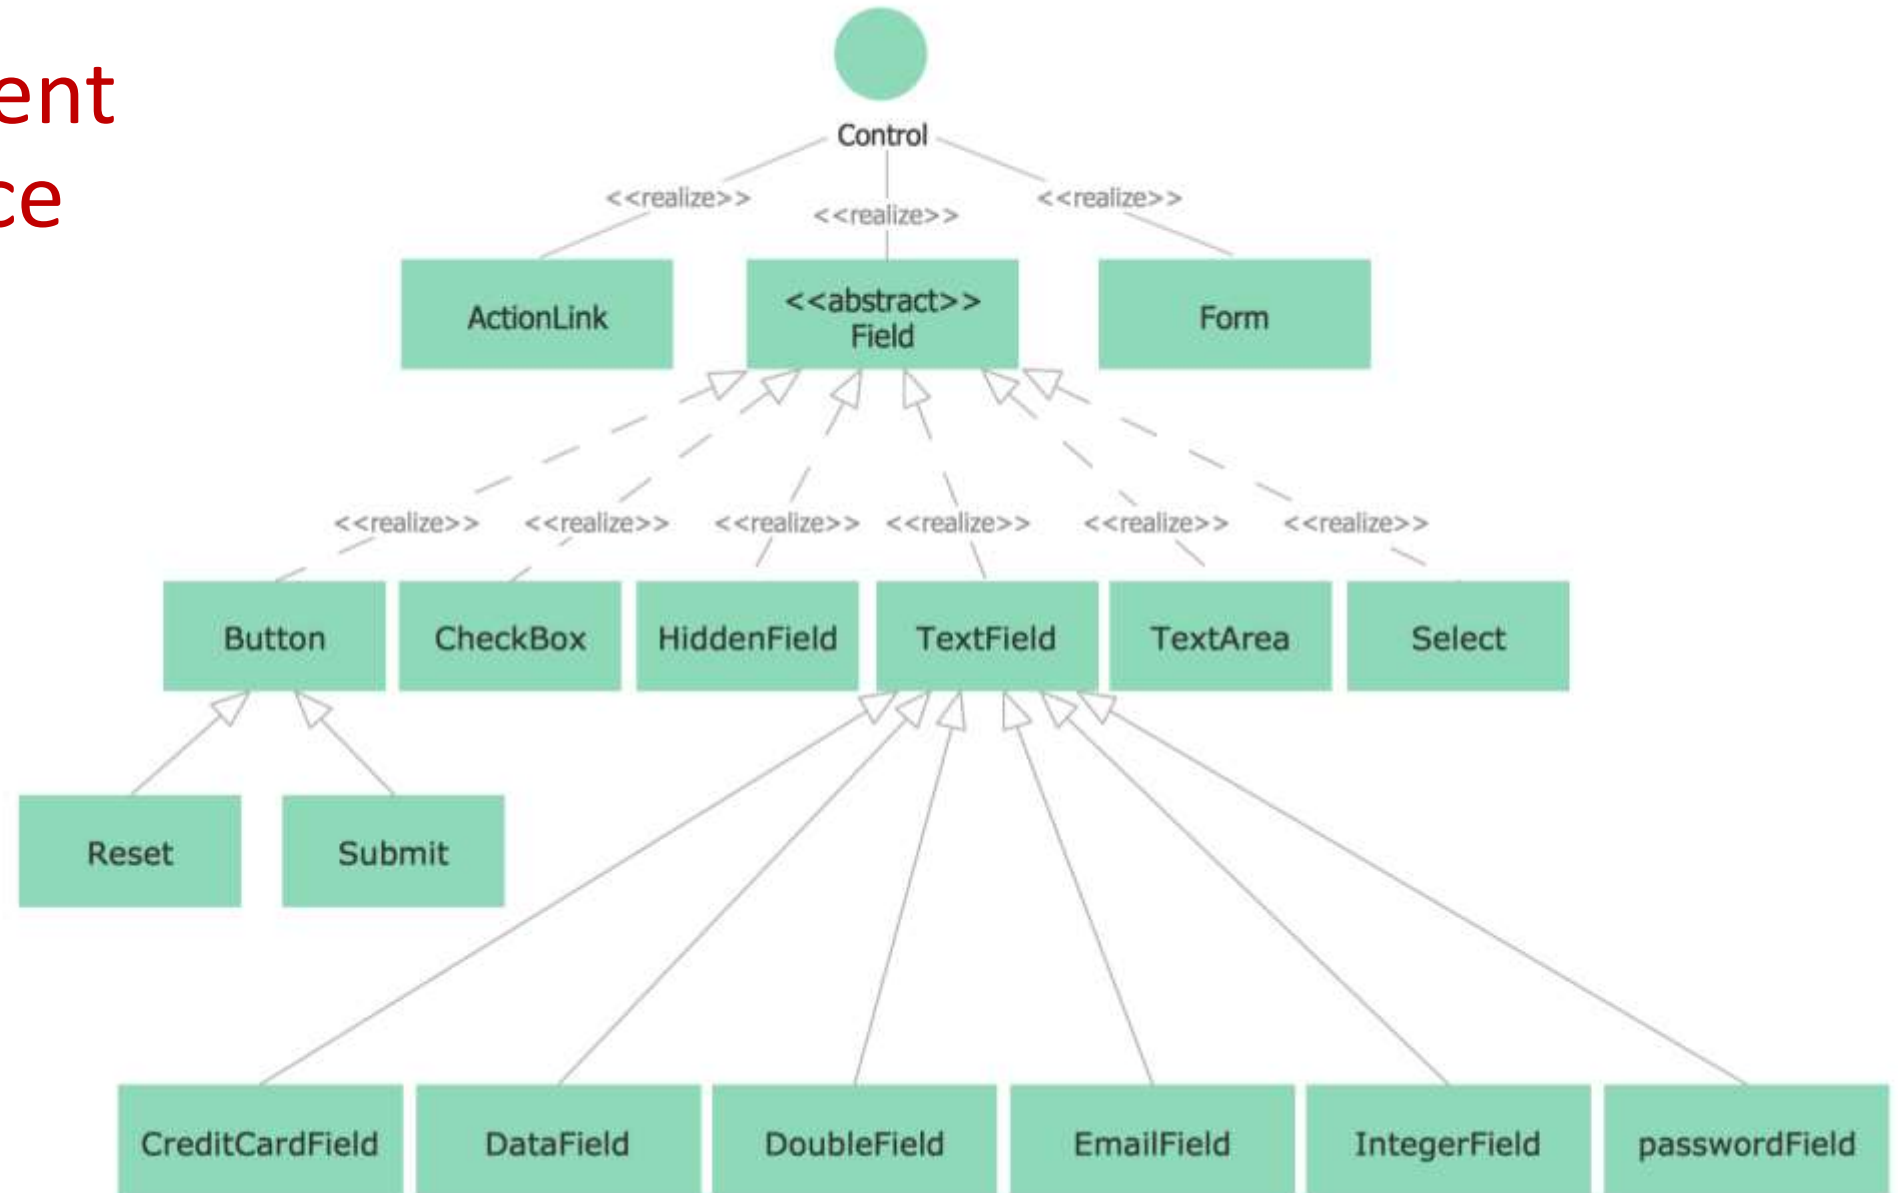 ent
ce
Control
<<realize>>
<<realize>>
<<realize>>
ActionLink
<<abstract>>
Field
Form
<<realize>>
<<realize>>
<<realize>>
<<realize>>
<<realize>>
<<realize>>
Button
CheckBox
HiddenField
TextField
TextArea
Select
Reset
Submit
CreditCardField
DataField
DoubleField
EmailField
IntegerField
passwordField